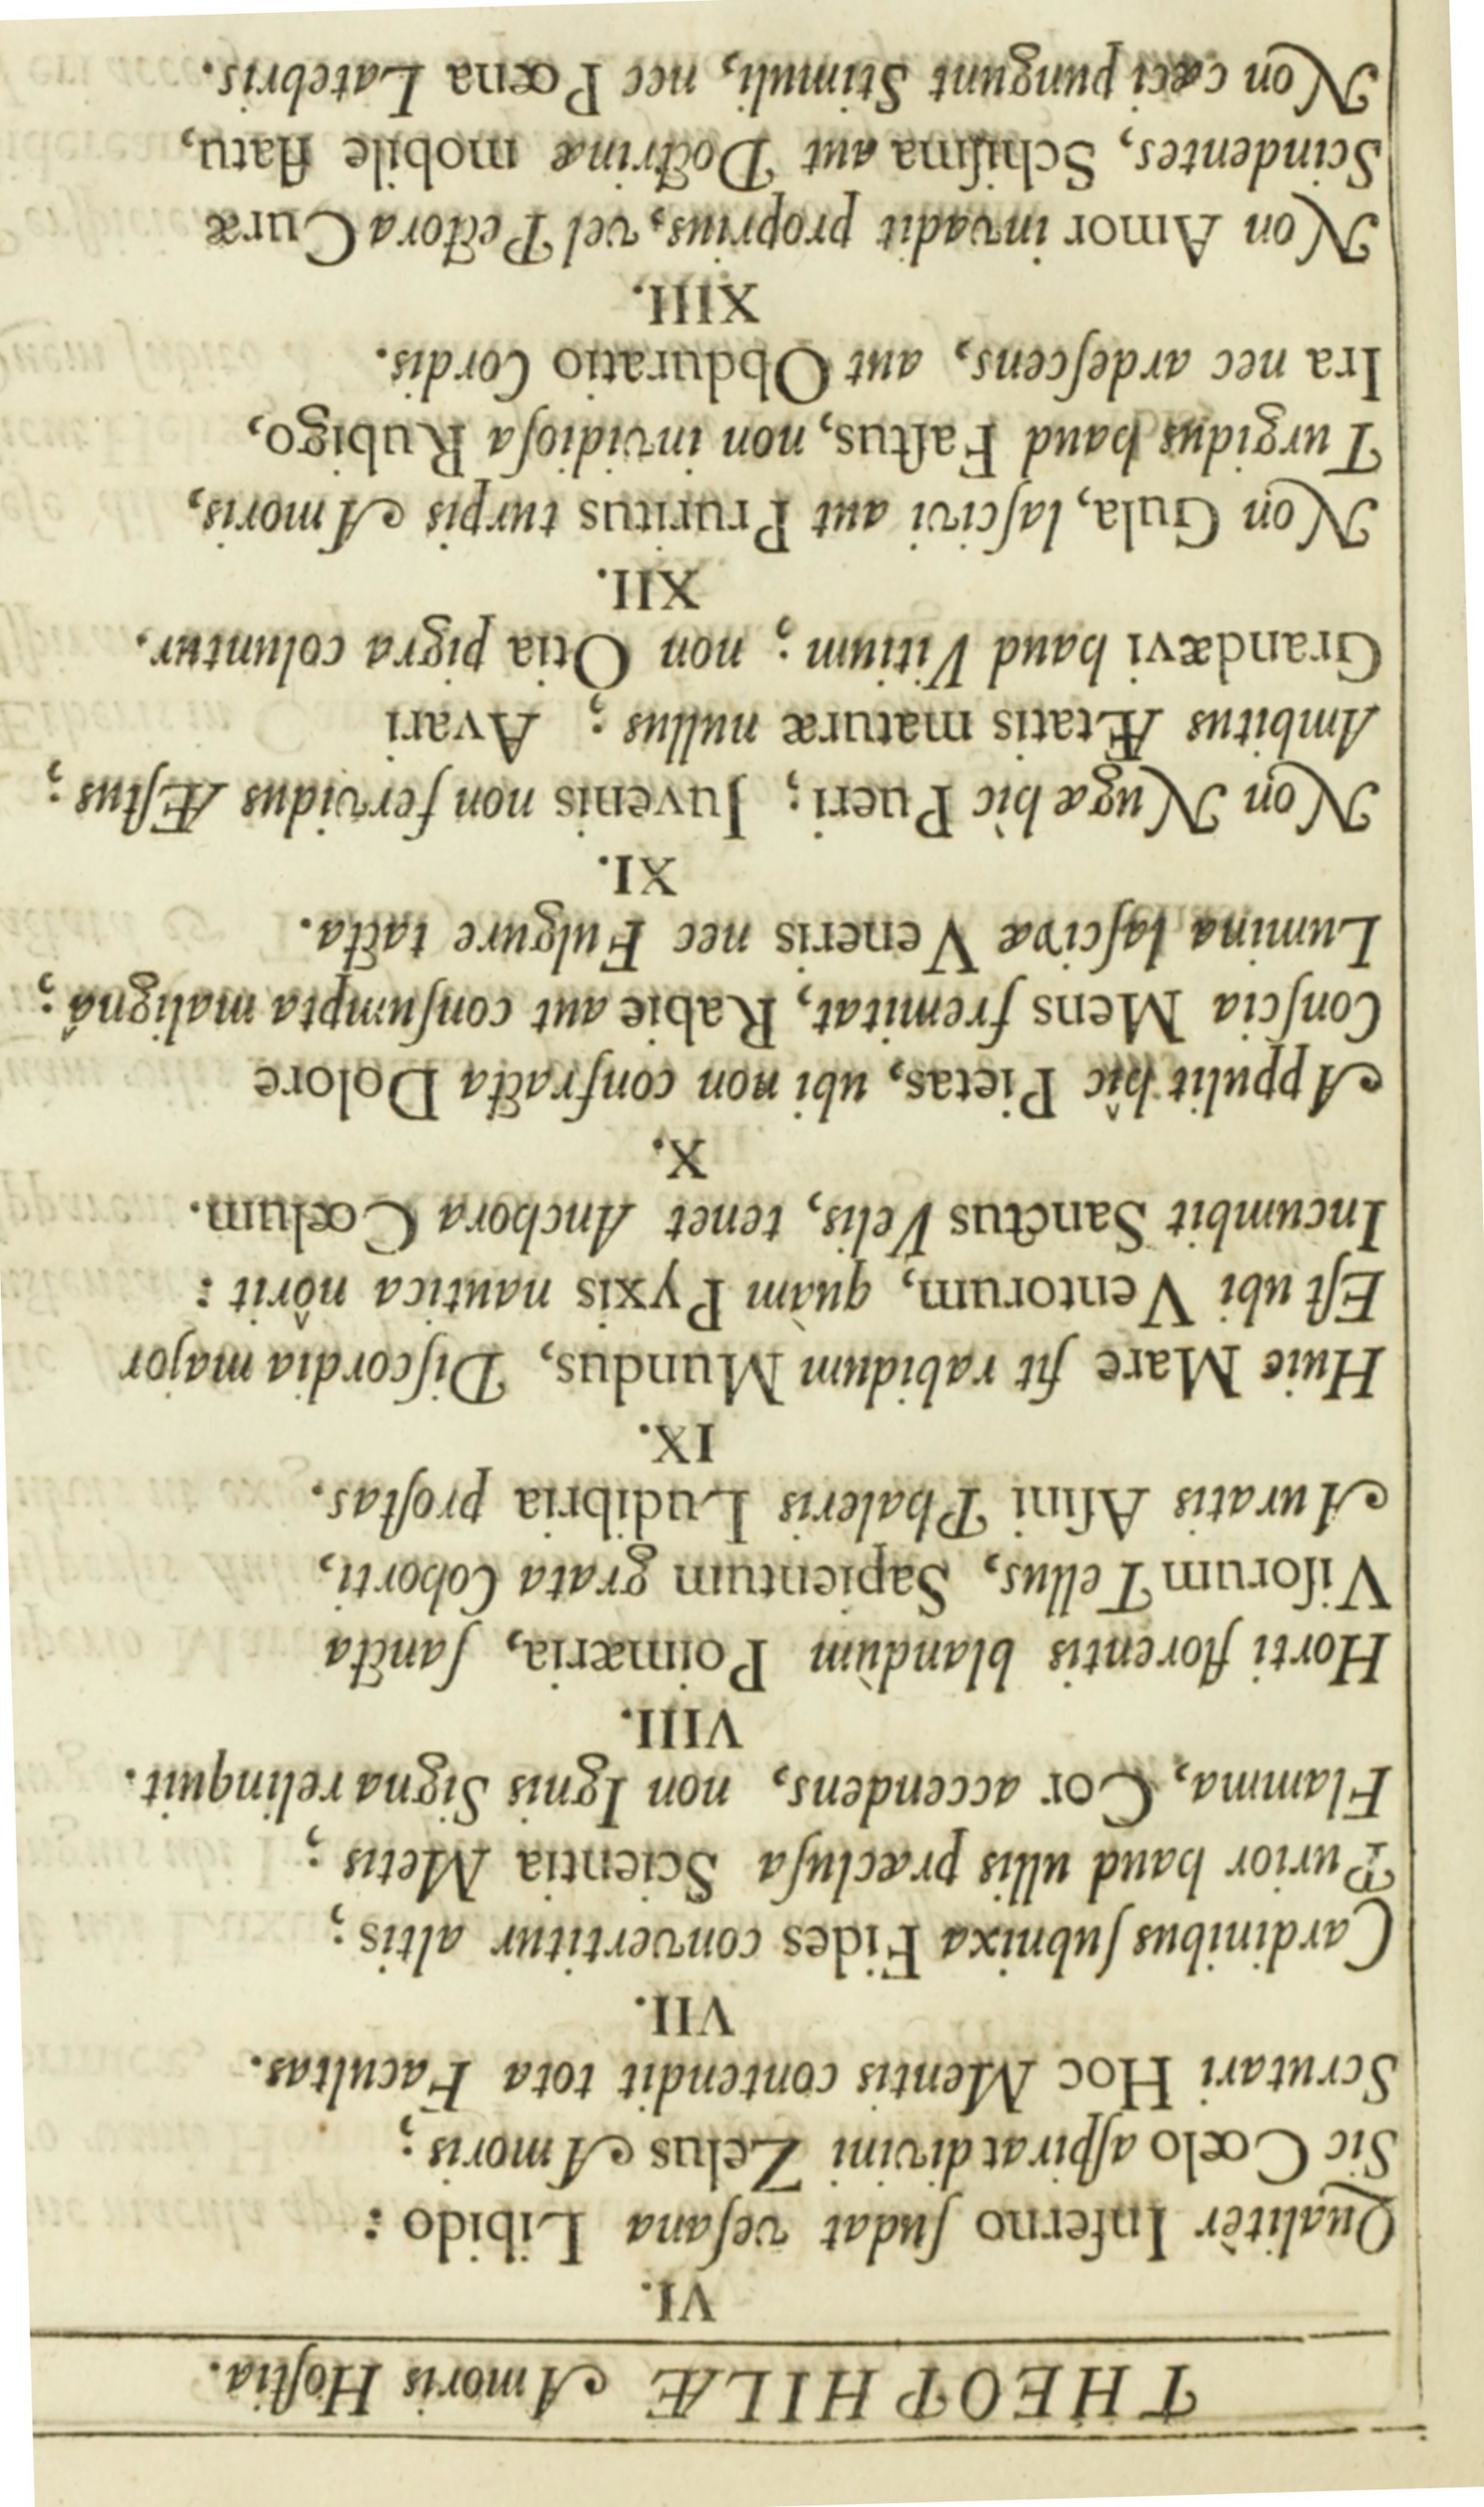 THEOPHILÆ Amoris Hoſtia.
VI.
Qualitèr Inferno ſudat veſana Libido :
Sic Cœlo aſpirat divini Zelus Amoris ;
Scrutari Hoc Mentis contendit tota Facultas.
VII.
Cardinibus ſubnixa Fides convertitur altis ;
Purior haud ullis præcluſa Scientia Metis ;
Flamma, Cor accendens, non Ignis Signa relinquit.
VIII.
Horti florentis blandùm Poimæria, ſancta
Viſorum Tellus, Sapientum grata Cohorti,
Auratis Aſini Phaleris Ludibria proſtas.
IX.
Huic Mare ſit rabidum Mundus, Diſcordia major
Eſt ubi Ventorum, quàm Pyxis nautica nôrit :
Incumbit Sanctus Velis, tenet Anchora Cœlum.
X.
Appulit hîc Pietas, ubi non confracta Dolore
Conſcia Mens fremitat, Rabie aut conſumpta malignâ ;
Lumina laſcivæ Veneris nec Fulgure tacta.
XI.
Non Nugæ hìc Pueri ; Juvenis non fervidus Æſtus ;
Ambitus Ætatis maturæ nullus ; Avari
Grandævi haud Vitium ; non Otia pigra coluntur.
XII.
Non Gula, laſcivi aut Pruritus turpis Amoris,
Turgidus haud Faſtus, non invidioſa Rubigo,
Ira nec ardeſcens, aut Obduratio Cordis.
XIII.
Non Amor invadit proprius, vel Pectora Curæ
Scindentes, Schiſma aut Doctrinæ mobile flatu,
Non cæci pungunt Stimuli, nec Pœna Latebris.